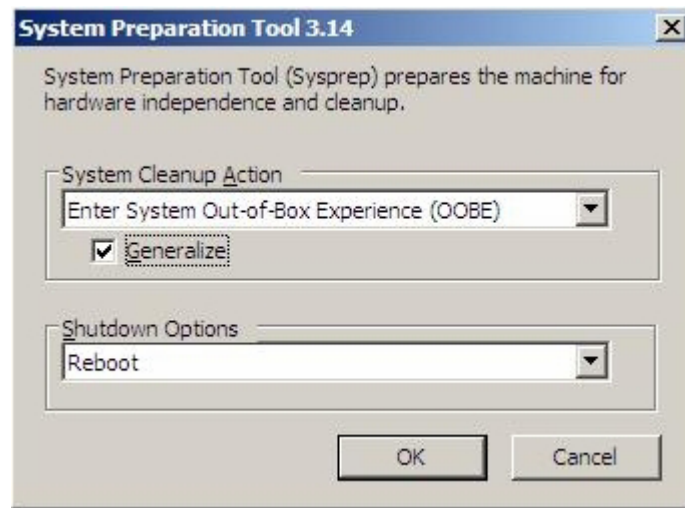 System Preparation Tool 3.14
System Preparation Tool (Sysprep) prepares the machine for
hardware independence and cleanup.
System Cleanup Action
Enter System Out-of-Box Experience (OOBE)
Generalize
Shutdown Options
Reboot
OK Cancel